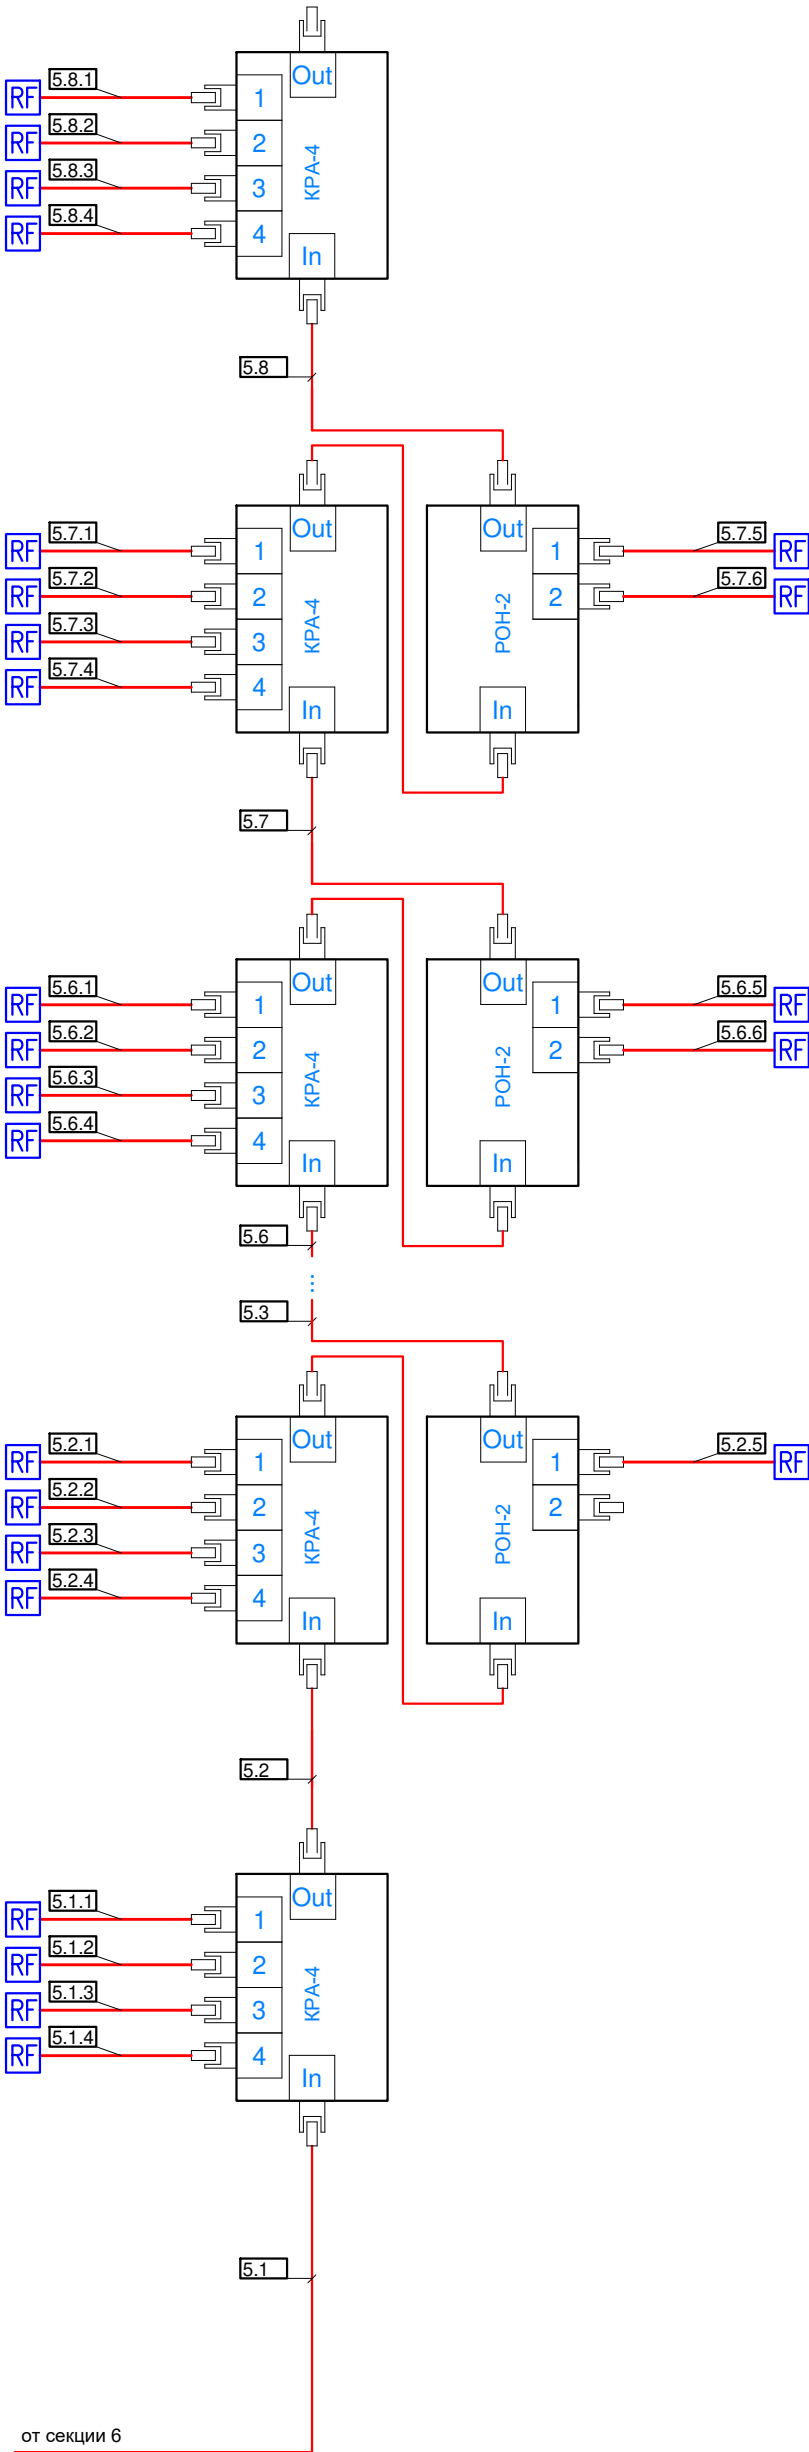 Out
5.8.1
RF
1
5.8.2
RF
2
КРА-4
5.8.3
RF
3
5.8.4
RF
4
In
5.8
Out
Out
5.7.1
RF
1
1
5.7.5
RF
5.7.2
RF
2
2
5.7.6
RF
КРА-4
РОН-2
5.7.3
RF
3
5.7.4
RF
4
In
In
5.7
Out
Out
5.6.1
RF
1
1
5.6.5
RF
5.6.2
RF
2
2
5.6.6
RF
КРА-4
РОН-2
5.6.3
RF
3
5.6.4
RF
4
In
In
5.6
...
5.3
Out
Out
5.2.1
RF
1
1
5.2.5
RF
5.2.2
RF
2
2
КРА-4
РОН-2
5.2.3
RF
3
5.2.4
RF
4
In
In
5.2
Out
5.1.1
RF
1
5.1.2
RF
2
КРА-4
5.1.3
RF
3
5.1.4
RF
4
In
5.1
от секции 6